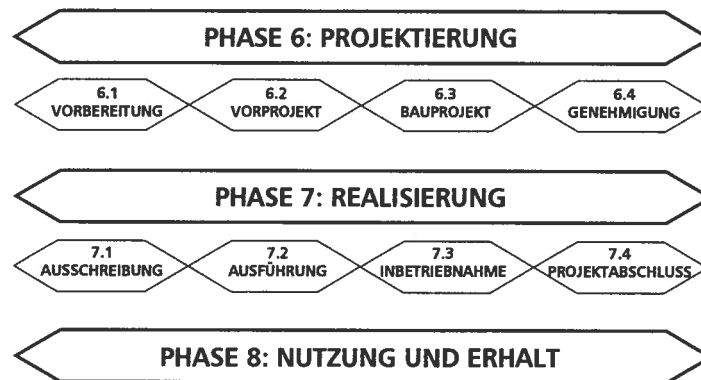 PHASE 6: PROJEKTIERUNG
6.1 6.2 6.3 6.4
VORBEREITUNG VORPROJEKT BAUPROJEKT GENEHMIGUNG
PHASE 7: REALISIERUNG
7.1 7.2 7.3 7.4
AUSSCHREIBUNG AUSFÜHRUNG INBETRIEBNAHME PROJEKTABSCHLUSS
PHASE 8: NUTZUNG UND ERHALT